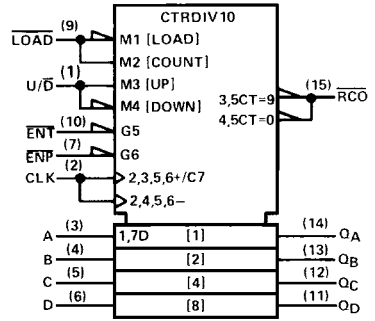 CTRDIV10
(9)
LOAD
M1 [LOAD]
M2 [COUNT]
(1)
U/D
M3 [UP]
M4 [DOWN]
3,5CT=9
(15)
RCO
4,5CT=0
(10)
ENT
G5
(7)
ENP
G6
(2)
CLK
2,3,5,6+/C7
2,4,5,6−
A (3) 1,7D [1] (14) QA
B (4) [2] (13) QB
C (5) [4] (12) QC
D (6) [8] (11) QD